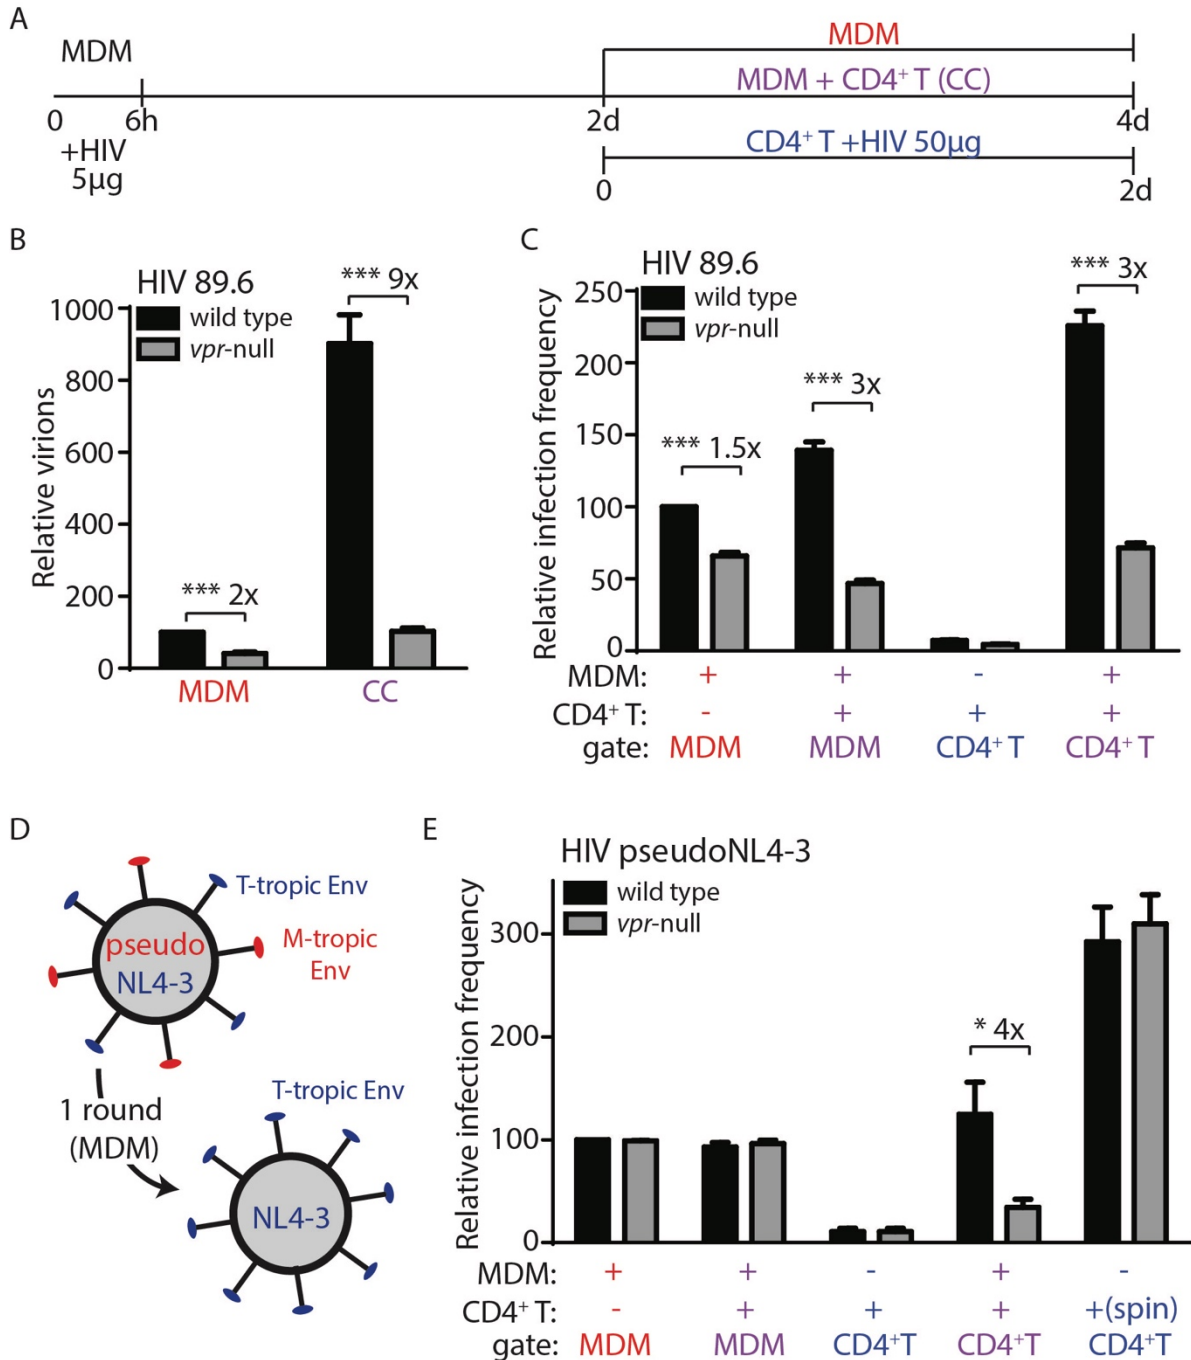 A
MDM
MDM
MDM + CD4⁺ T (CC)
0 6h 2d 4d
+HIV
5µg
CD4⁺ T +HIV 50µg
0 2d
B
HIV 89.6
wild type
vpr-null
*** 9x
*** 2x
Relative virions
1000
800
600
400
200
0
MDM CC
C
HIV 89.6
wild type
vpr-null
*** 3x
*** 3x
*** 1.5x
Relative infection frequency
250
200
150
100
50
0
MDM: + + - +
CD4⁺ T: - + + +
gate: MDM MDM CD4⁺ T CD4⁺ T
D
T-tropic Env
pseudo
NL4-3
M-tropic
Env
1 round
(MDM)
T-tropic Env
NL4-3
E
HIV pseudoNL4-3
wild type
vpr-null
* 4x
Relative infection frequency
300
200
100
0
MDM: + + - + -
CD4⁺ T: - + + + +(spin)
gate: MDM MDM CD4⁺T CD4⁺T CD4⁺T